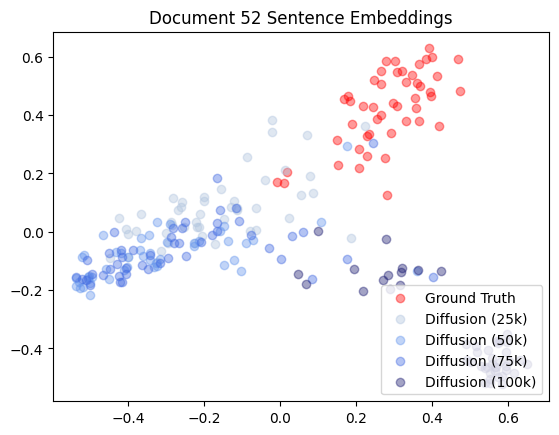 Document 52 Sentence Embeddings
0.6
0.4
0.2
0.0
−0.2
−0.4
−0.4
−0.2
0.0
0.2
0.4
0.6
Ground Truth
Diffusion (25k)
Diffusion (50k)
Diffusion (75k)
Diffusion (100k)